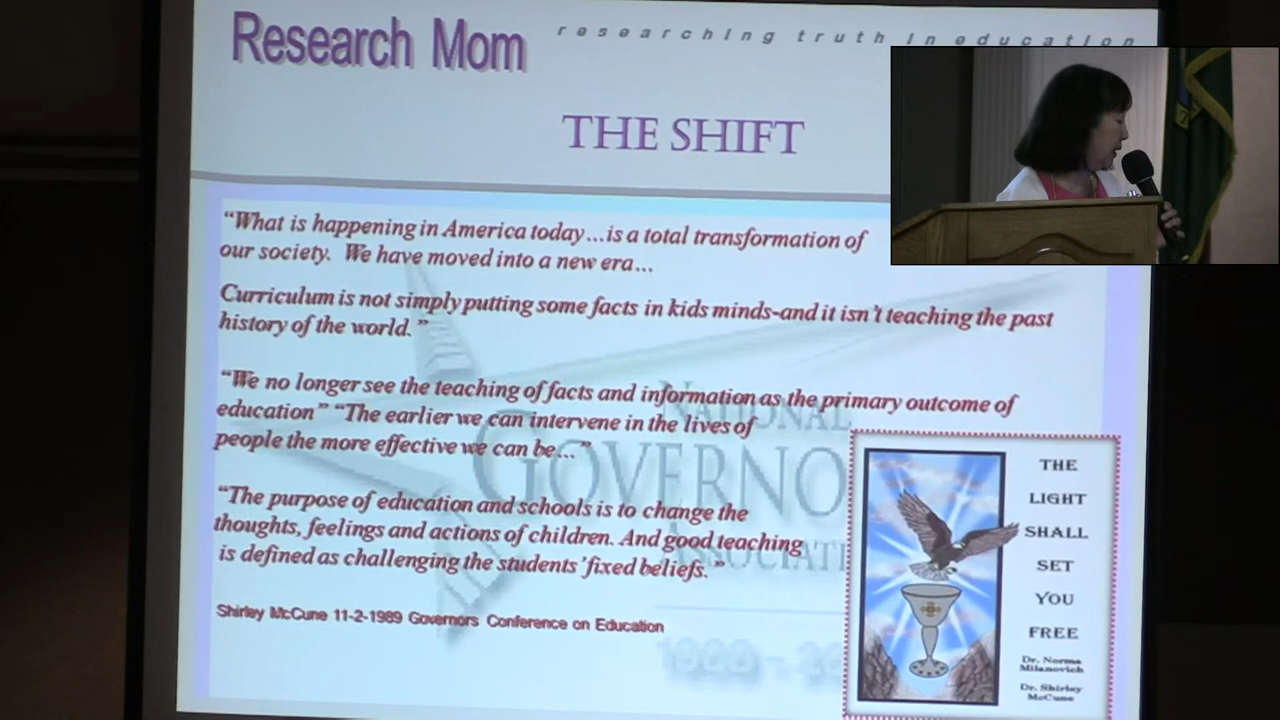 Research Mom
researching truth in education
THE SHIFT
“What is happening in America today...is a total transformation of
our society. We have moved into a new era...
Curriculum is not simply putting some facts in kids minds-and it isn't teaching the past
history of the world.”
“We no longer see the teaching of facts and information as the primary outcome of
education” “The earlier we can intervene in the lives of
people the more effective we can be...”
“The purpose of education and schools is to change the
thoughts, feelings and actions of children. And good teaching
is defined as challenging the students' fixed beliefs.”
Shirley McCune 11-2-1989 Governors Conference on Education
NATIONAL
GOVERNO
ASSOCIATI
THE
LIGHT
SHALL
SET
YOU
FREE
Dr. Norma
Milanovich
Dr. Shirley
McCune